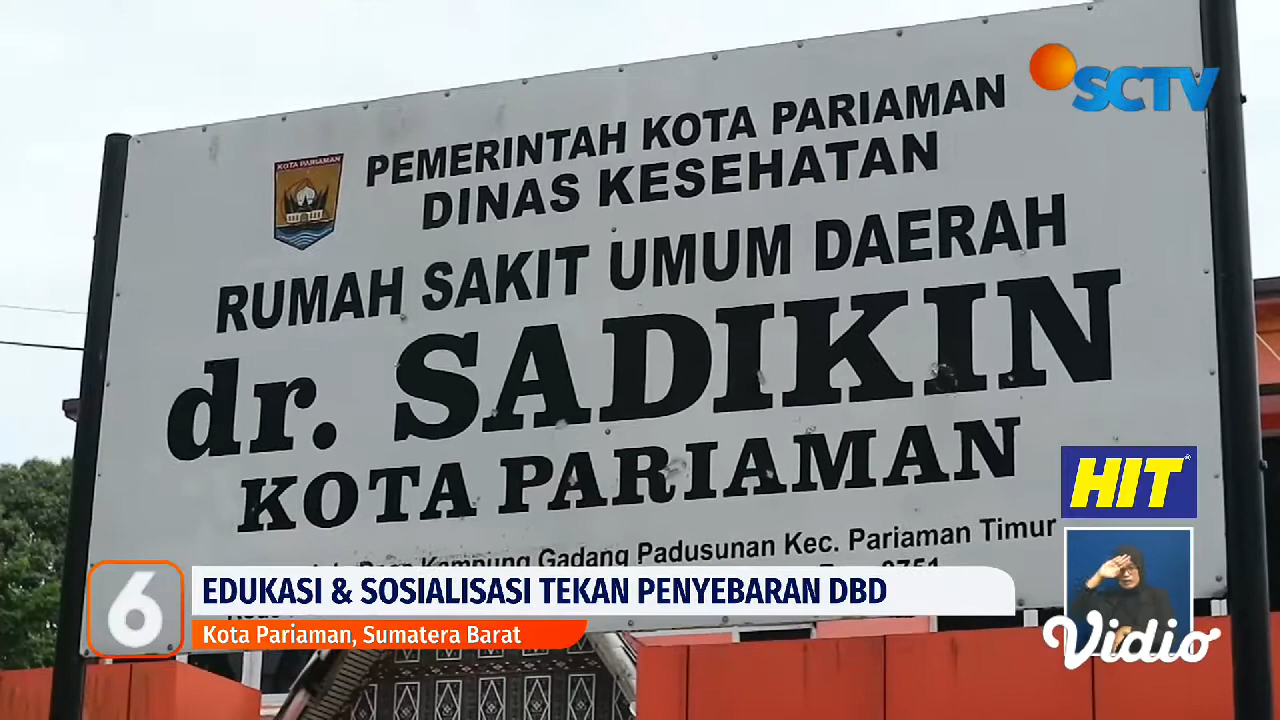 SCTV
KOTA PARIAMAN
PEMERINTAH KOTA PARIAMAN
DINAS KESEHATAN
RUMAH SAKIT UMUM DAERAH
dr. SADIKIN
KOTA PARIAMAN
Kampung Gadang Padusunan Kec. Pariaman Timur
HIT
6
EDUKASI & SOSIALISASI TEKAN PENYEBARAN DBD
Kota Pariaman, Sumatera Barat
Vidio